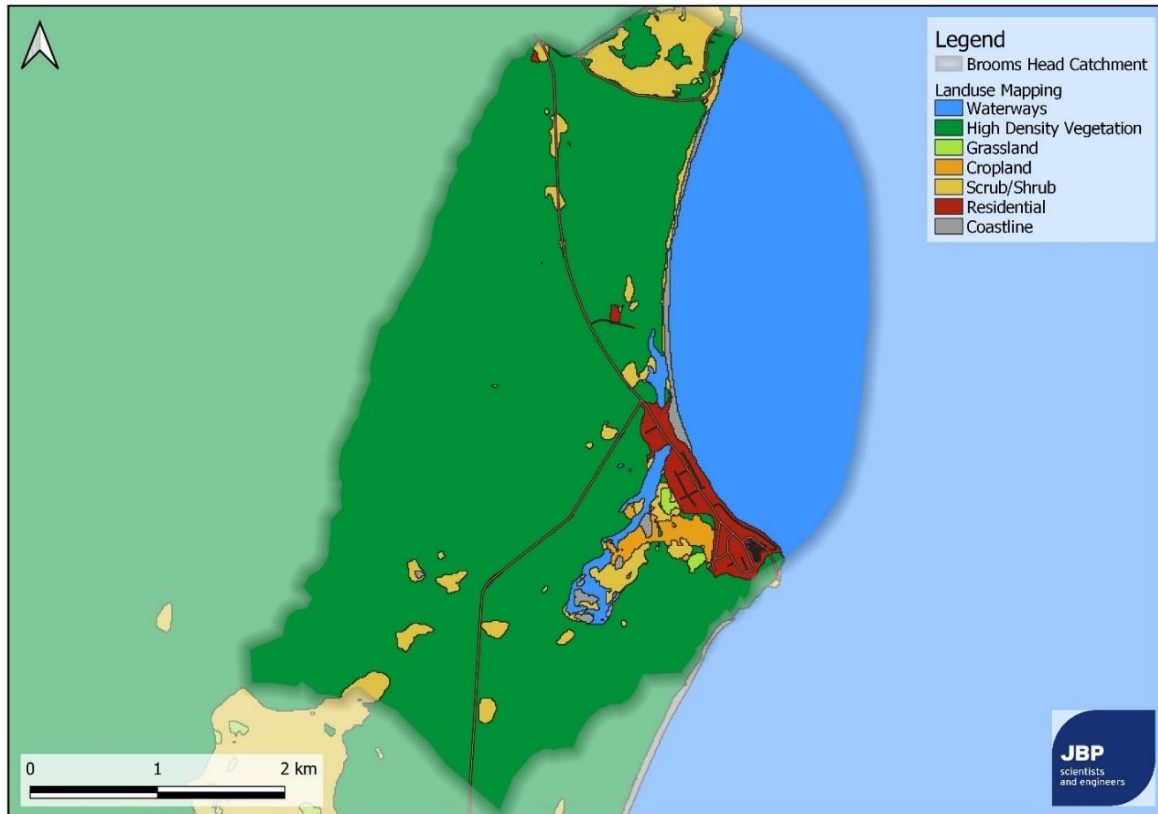 Legend
Brooms Head Catchment
Landuse Mapping
Waterways
High Density Vegetation
Grassland
Cropland
Scrub/Shrub
Residential
Coastline
0 1 2 km
JBP
scientists
and engineers